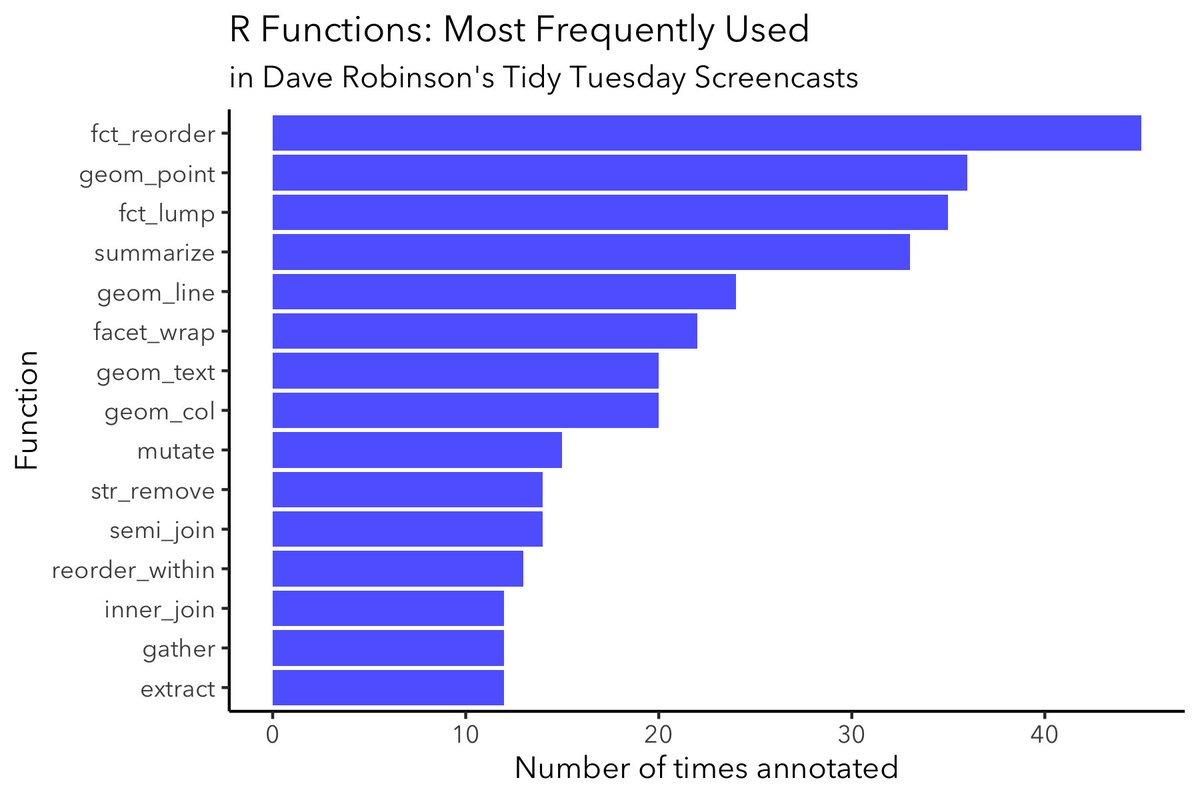 R Functions: Most Frequently Used
in Dave Robinson's Tidy Tuesday Screencasts
fct_reorder
geom_point
fct_lump
summarize
geom_line
facet_wrap
geom_text
geom_col
mutate
str_remove
semi_join
reorder_within
inner_join
gather
extract
Function
0 10 20 30 40
Number of times annotated